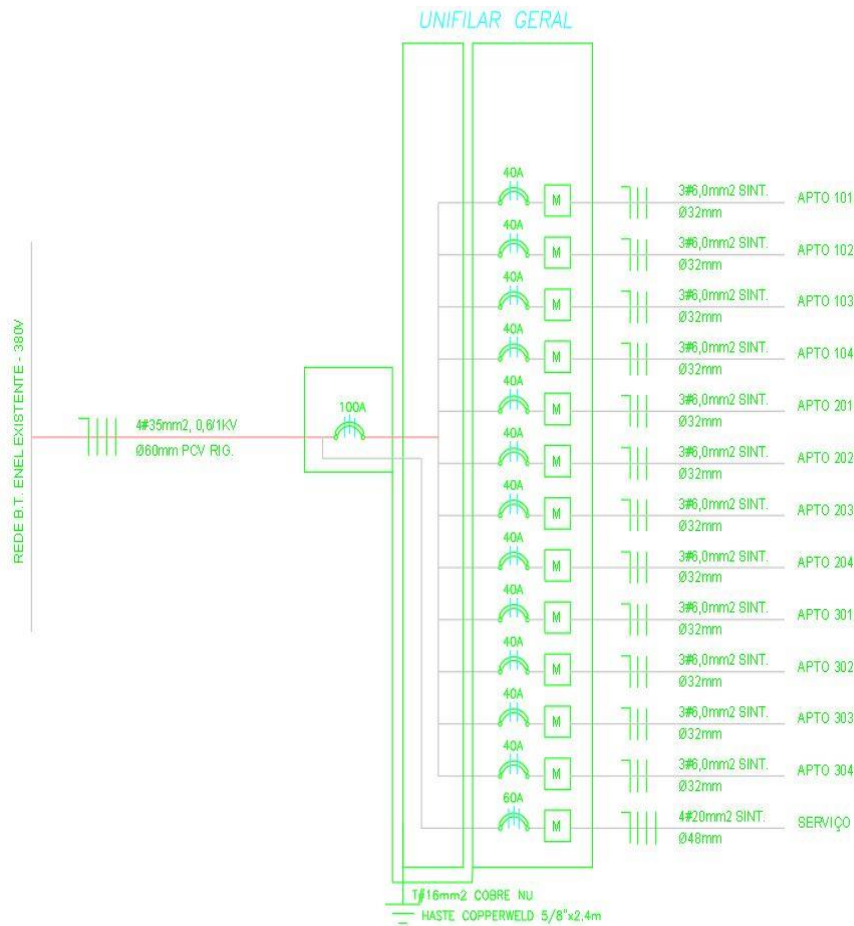 UNIFILAR GERAL
REDE B.T. ENEL EXISTENTE - 380V
4#35mm2, 0,6/1KV
Ø60mm PCV RIG.
100A
40A
M
3#6,0mm2 SINT.
Ø32mm
APTO 101
40A
M
3#6,0mm2 SINT.
Ø32mm
APTO 102
40A
M
3#6,0mm2 SINT.
Ø32mm
APTO 103
40A
M
3#6,0mm2 SINT.
Ø32mm
APTO 104
40A
M
3#6,0mm2 SINT.
Ø32mm
APTO 201
40A
M
3#6,0mm2 SINT.
Ø32mm
APTO 202
40A
M
3#6,0mm2 SINT.
Ø32mm
APTO 203
40A
M
3#6,0mm2 SINT.
Ø32mm
APTO 204
40A
M
3#6,0mm2 SINT.
Ø32mm
APTO 301
40A
M
3#6,0mm2 SINT.
Ø32mm
APTO 302
40A
M
3#6,0mm2 SINT.
Ø32mm
APTO 303
40A
M
3#6,0mm2 SINT.
Ø32mm
APTO 304
60A
M
4#20mm2 SINT.
Ø48mm
SERVIÇO
T#16mm2 COBRE NU
HASTE COPPERWELD 5/8"x2,4m